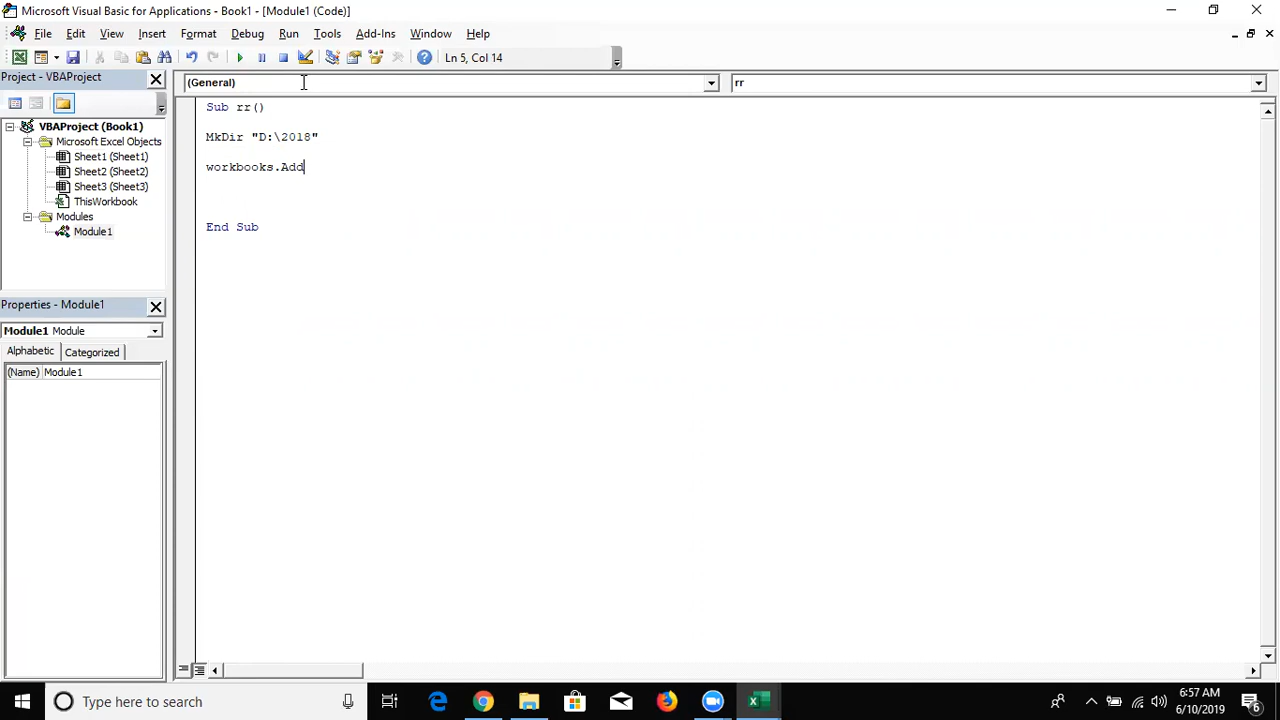 Microsoft Visual Basic for Applications - Book1 - [Module1 (Code)]
File Edit View Insert Format Debug Run Tools Add-Ins Window Help
Ln 5, Col 14
Project - VBAProject
(General)
rr
VBAProject (Book1)
Microsoft Excel Objects
Sheet1 (Sheet1)
Sheet2 (Sheet2)
Sheet3 (Sheet3)
ThisWorkbook
Modules
Module1
Sub rr()
MkDir "D:\2018"
workbooks.Add
End Sub
Properties - Module1
Module1 Module
Alphabetic Categorized
(Name) Module1
Type here to search
6:57 AM
6/10/2019
6